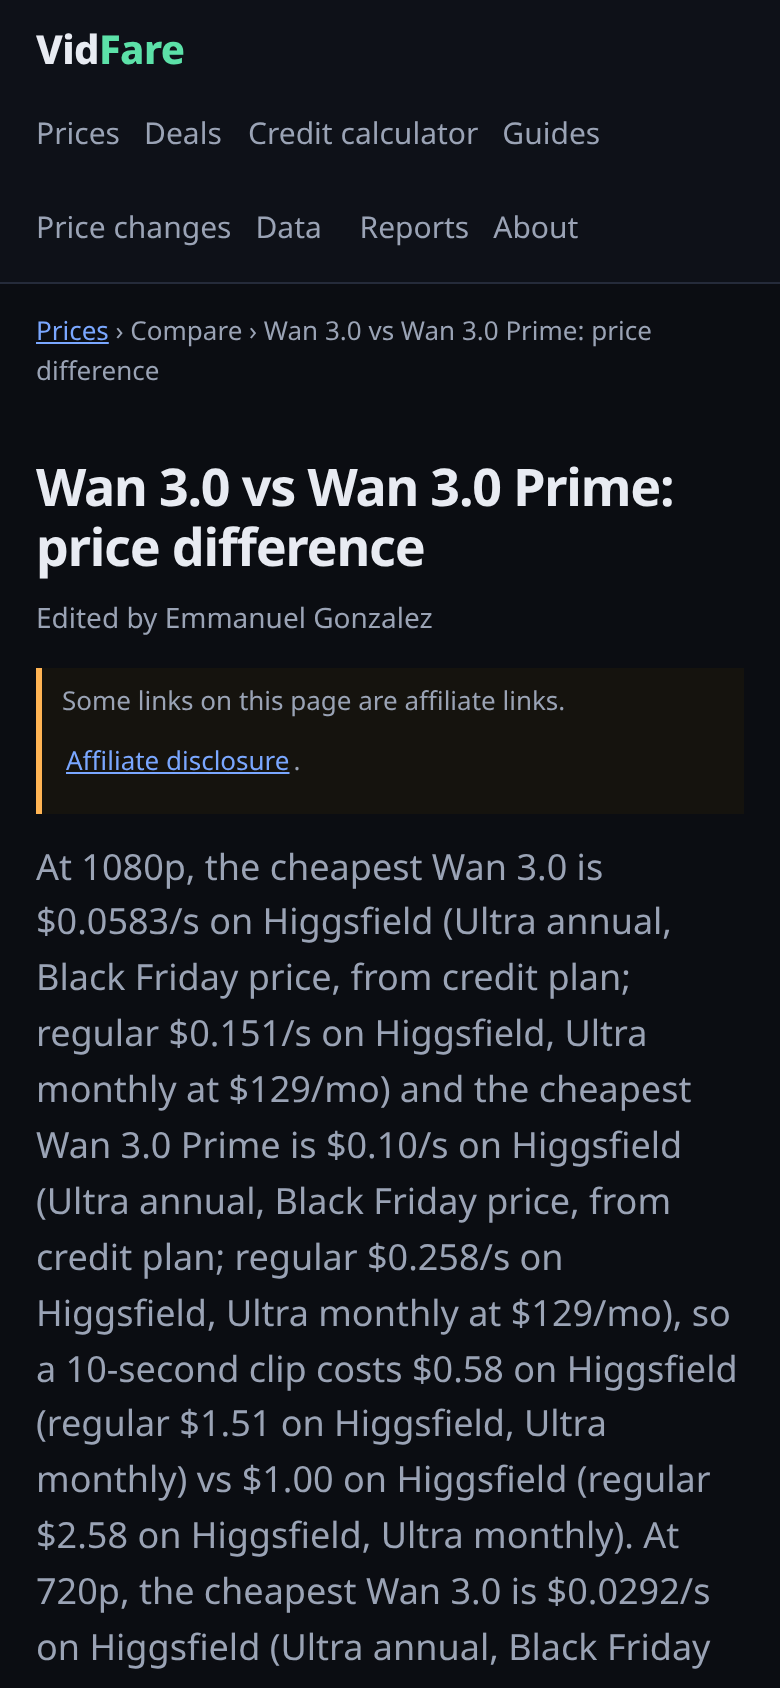 VidFare
Prices Deals Credit calculator Guides
Price changes Data Reports About
Prices › Compare › Wan 3.0 vs Wan 3.0 Prime: price
difference
Wan 3.0 vs Wan 3.0 Prime:
price difference
Edited by Emmanuel Gonzalez
Some links on this page are affiliate links.
Affiliate disclosure.
At 1080p, the cheapest Wan 3.0 is
$0.0583/s on Higgsfield (Ultra annual,
Black Friday price, from credit plan;
regular $0.151/s on Higgsfield, Ultra
monthly at $129/mo) and the cheapest
Wan 3.0 Prime is $0.10/s on Higgsfield
(Ultra annual, Black Friday price, from
credit plan; regular $0.258/s on
Higgsfield, Ultra monthly at $129/mo), so
a 10-second clip costs $0.58 on Higgsfield
(regular $1.51 on Higgsfield, Ultra
monthly) vs $1.00 on Higgsfield (regular
$2.58 on Higgsfield, Ultra monthly). At
720p, the cheapest Wan 3.0 is $0.0292/s
on Higgsfield (Ultra annual, Black Friday